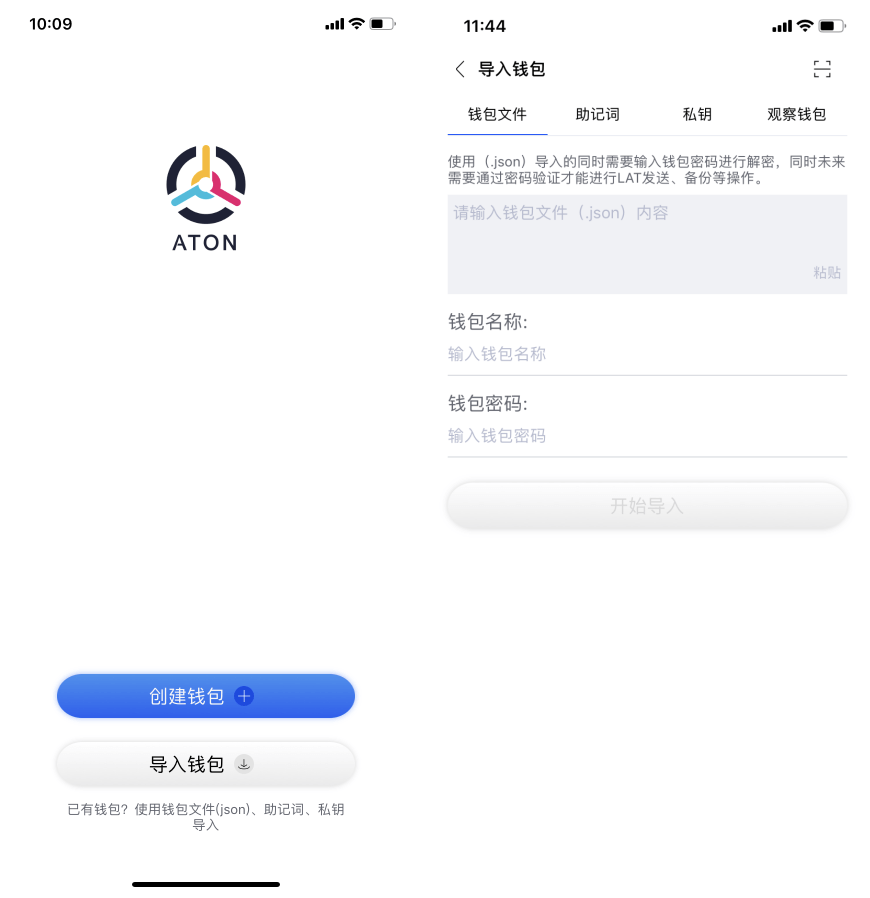 10:09
ATON
创建钱包
导入钱包
已有钱包？使用钱包文件(json)、助记词、私钥
导入
11:44
导入钱包
钱包文件 助记词 私钥 观察钱包
使用（.json）导入的同时需要输入钱包密码进行解密，同时未来
需要通过密码验证才能进行LAT发送、备份等操作。
请输入钱包文件（.json）内容
粘贴
钱包名称:
输入钱包名称
钱包密码:
输入钱包密码
开始导入